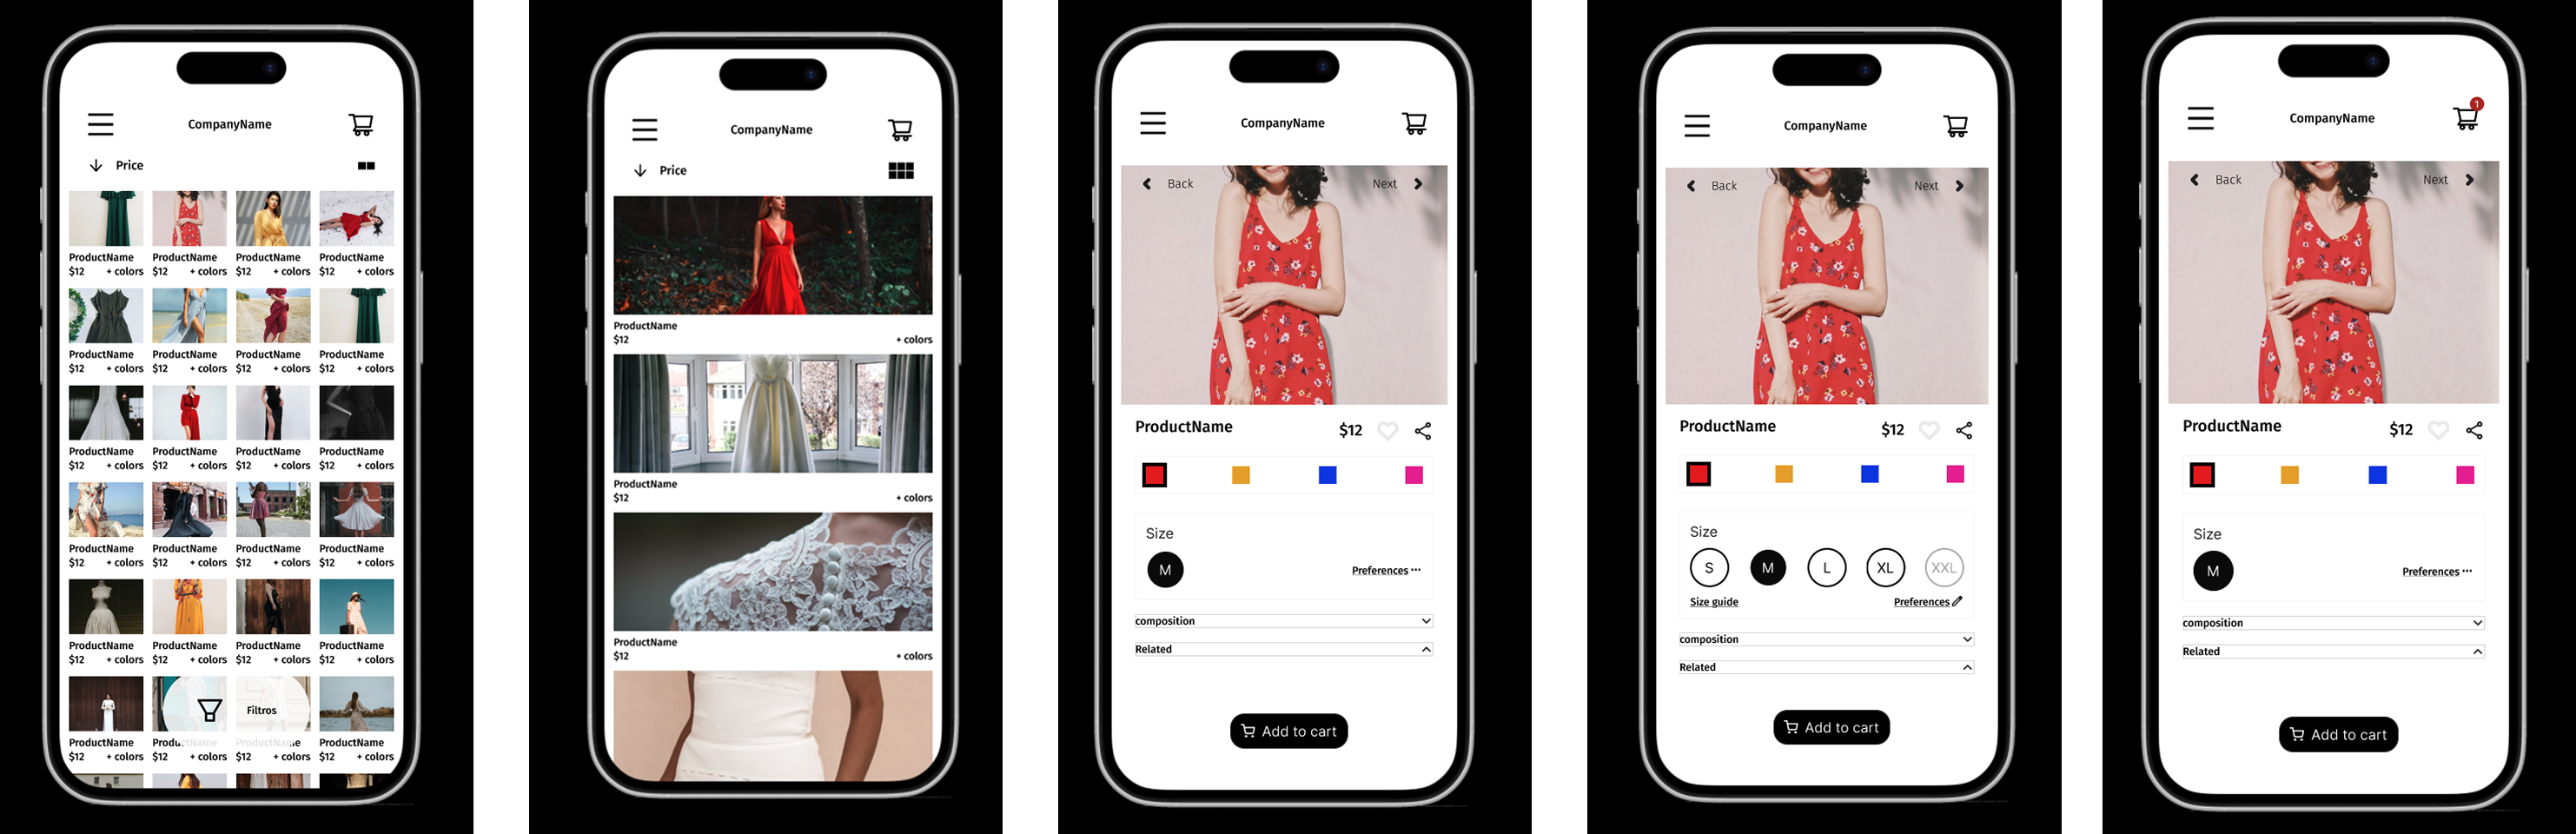 CompanyName
Price
ProductName ProductName ProductName ProductName
$12 + colors $12 + colors $12 + colors $12 + colors
ProductName ProductName ProductName ProductName
$12 + colors $12 + colors $12 + colors $12 + colors
ProductName ProductName ProductName ProductName
$12 + colors $12 + colors $12 + colors $12 + colors
ProductName ProductName ProductName ProductName
$12 + colors $12 + colors $12 + colors $12 + colors
ProductName ProductName ProductName ProductName
$12 + colors $12 + colors $12 + colors $12 + colors
Filtros
ProductName ProductName ProductName ProductName
$12 + colors $12 + colors $12 + colors $12 + colors
CompanyName
Price
ProductName
$12 + colors
ProductName
$12 + colors
ProductName
$12 + colors
CompanyName
Back Next
ProductName $12
Size
M Preferences ...
composition
Related
Add to cart
CompanyName
Back Next
ProductName $12
Size
S M L XL XXL
Size guide Preferences
composition
Related
Add to cart
1
CompanyName
Back Next
ProductName $12
Size
M Preferences ...
composition
Related
Add to cart